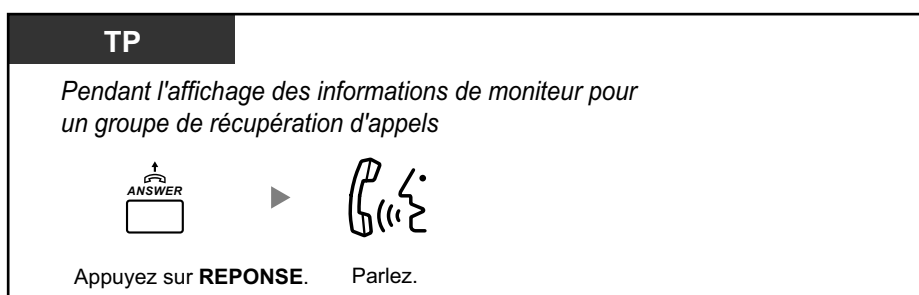 TP
Pendant l'affichage des informations de moniteur pour
un groupe de récupération d'appels
ANSWER
Appuyez sur REPONSE. Parlez.